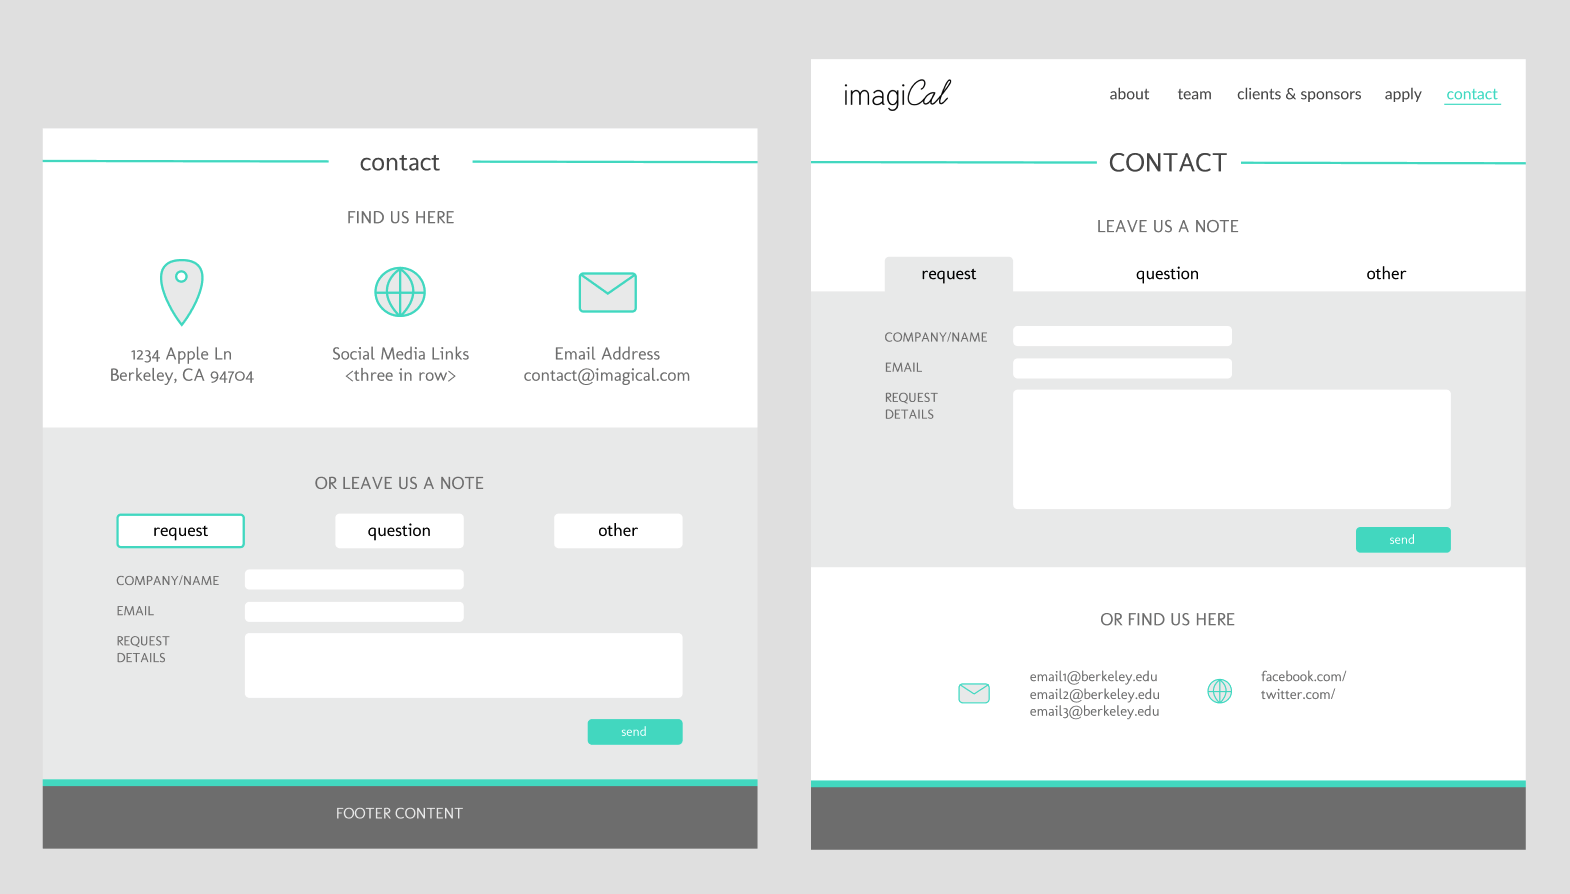 contact
FIND US HERE
1234 Apple Ln
Berkeley, CA 94704
Social Media Links
<three in row>
Email Address
contact@imagical.com
OR LEAVE US A NOTE
request
question
other
COMPANY/NAME
EMAIL
REQUEST
DETAILS
send
FOOTER CONTENT
imagiCal
about
team
clients & sponsors
apply
contact
CONTACT
LEAVE US A NOTE
request
question
other
COMPANY/NAME
EMAIL
REQUEST
DETAILS
send
OR FIND US HERE
email1@berkeley.edu
email2@berkeley.edu
email3@berkeley.edu
facebook.com/
twitter.com/